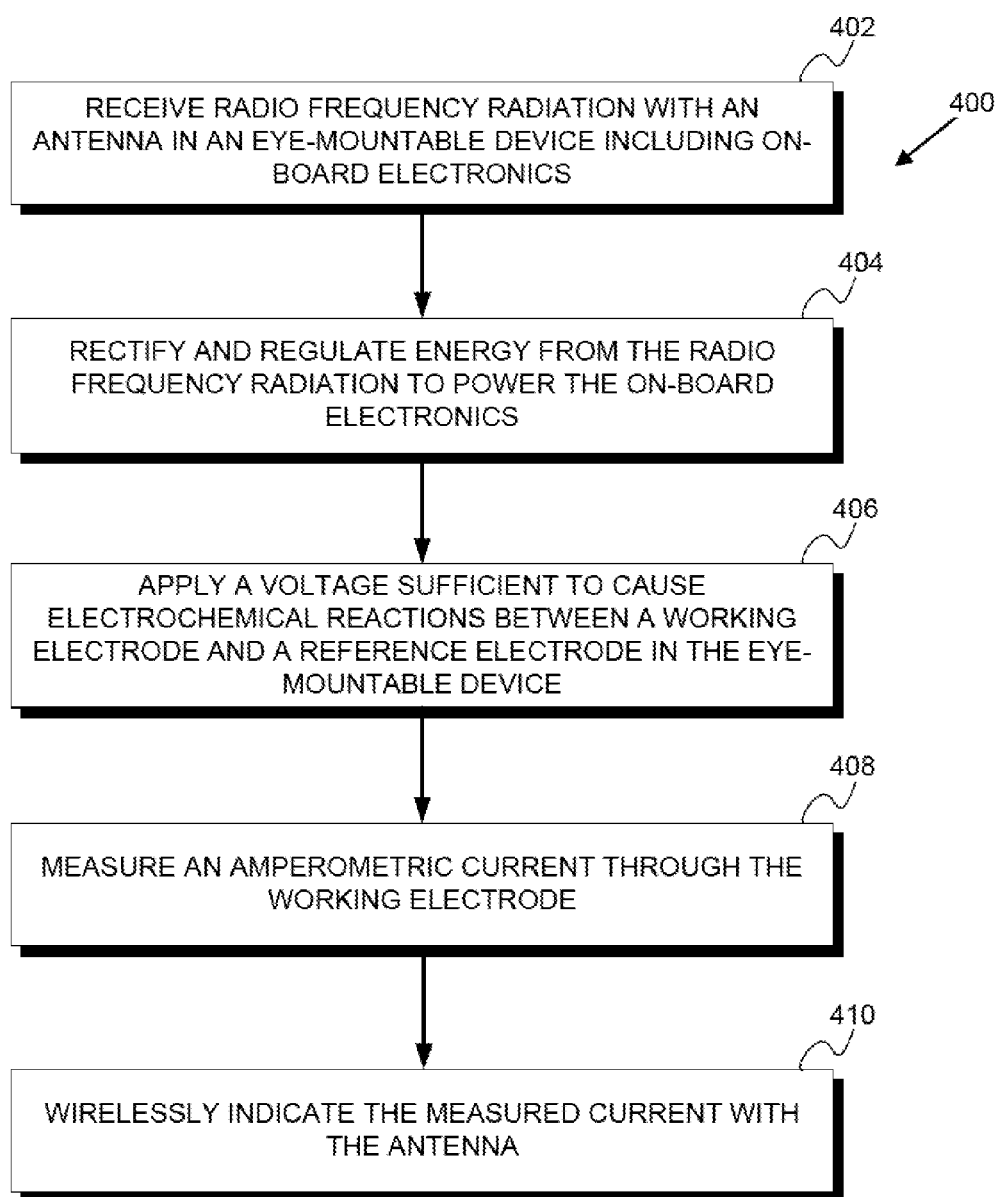 402
400
RECEIVE RADIO FREQUENCY RADIATION WITH AN
ANTENNA IN AN EYE-MOUNTABLE DEVICE INCLUDING ON-
BOARD ELECTRONICS
404
RECTIFY AND REGULATE ENERGY FROM THE RADIO
FREQUENCY RADIATION TO POWER THE ON-BOARD
ELECTRONICS
406
APPLY A VOLTAGE SUFFICIENT TO CAUSE
ELECTROCHEMICAL REACTIONS BETWEEN A WORKING
ELECTRODE AND A REFERENCE ELECTRODE IN THE EYE-
MOUNTABLE DEVICE
408
MEASURE AN AMPEROMETRIC CURRENT THROUGH THE
WORKING ELECTRODE
410
WIRELESSLY INDICATE THE MEASURED CURRENT WITH
THE ANTENNA